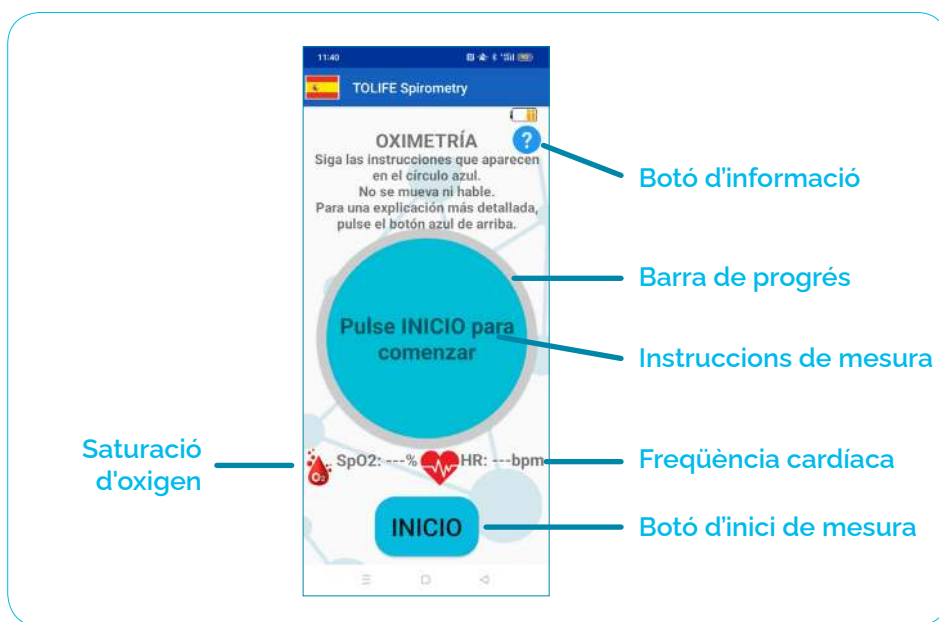 11:40
TOLIFE Spirometry
OXIMETRÍA
?
Siga las instrucciones que aparecen
en el círculo azul.
No se mueva ni hable.
Para una explicación más detallada,
pulse el botón azul de arriba.
Botó d'informació
Barra de progrés
Pulse INICIO para
comenzar
Instruccions de mesura
Saturació
d'oxigen
O₂
SpO2: ---%
HR: ---bpm
Freqüència cardíaca
INICIO
Botó d'inici de mesura